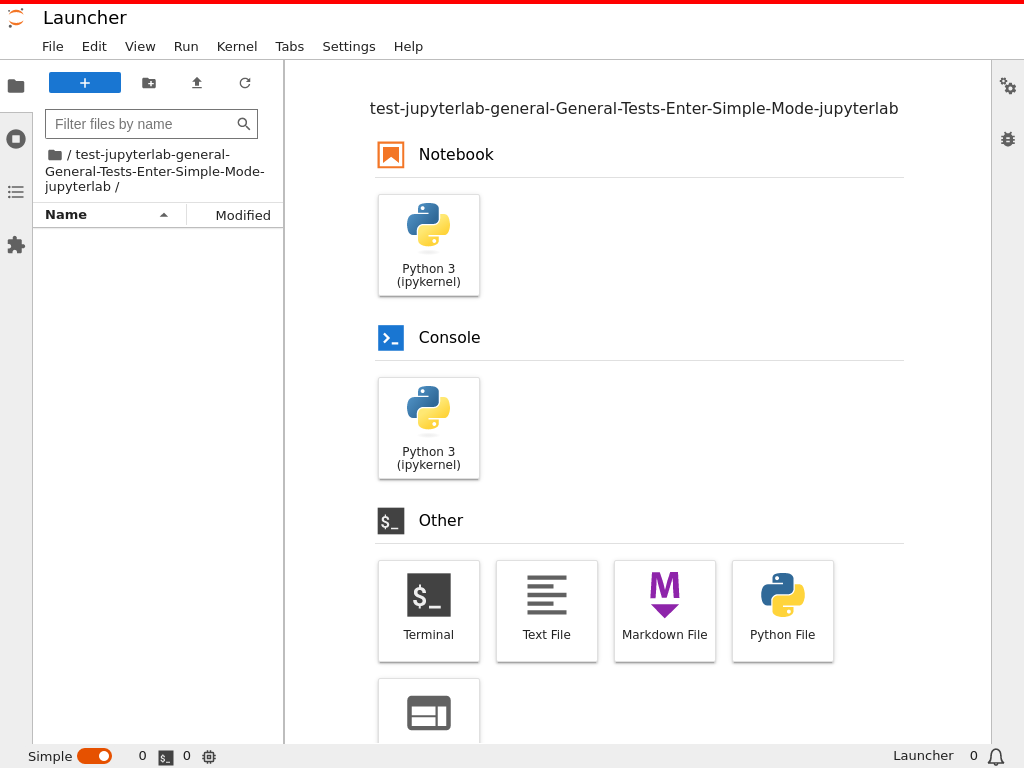 Launcher
File Edit View Run Kernel Tabs Settings Help
Filter files by name
/ test-jupyterlab-general-
General-Tests-Enter-Simple-Mode-
jupyterlab /
Name Modified
test-jupyterlab-general-General-Tests-Enter-Simple-Mode-jupyterlab
Notebook
Python 3
(ipykernel)
Console
Python 3
(ipykernel)
$_ Other
$_
Terminal
Text File
M
Markdown File
Python File
Simple 0 $_ 0
Launcher 0